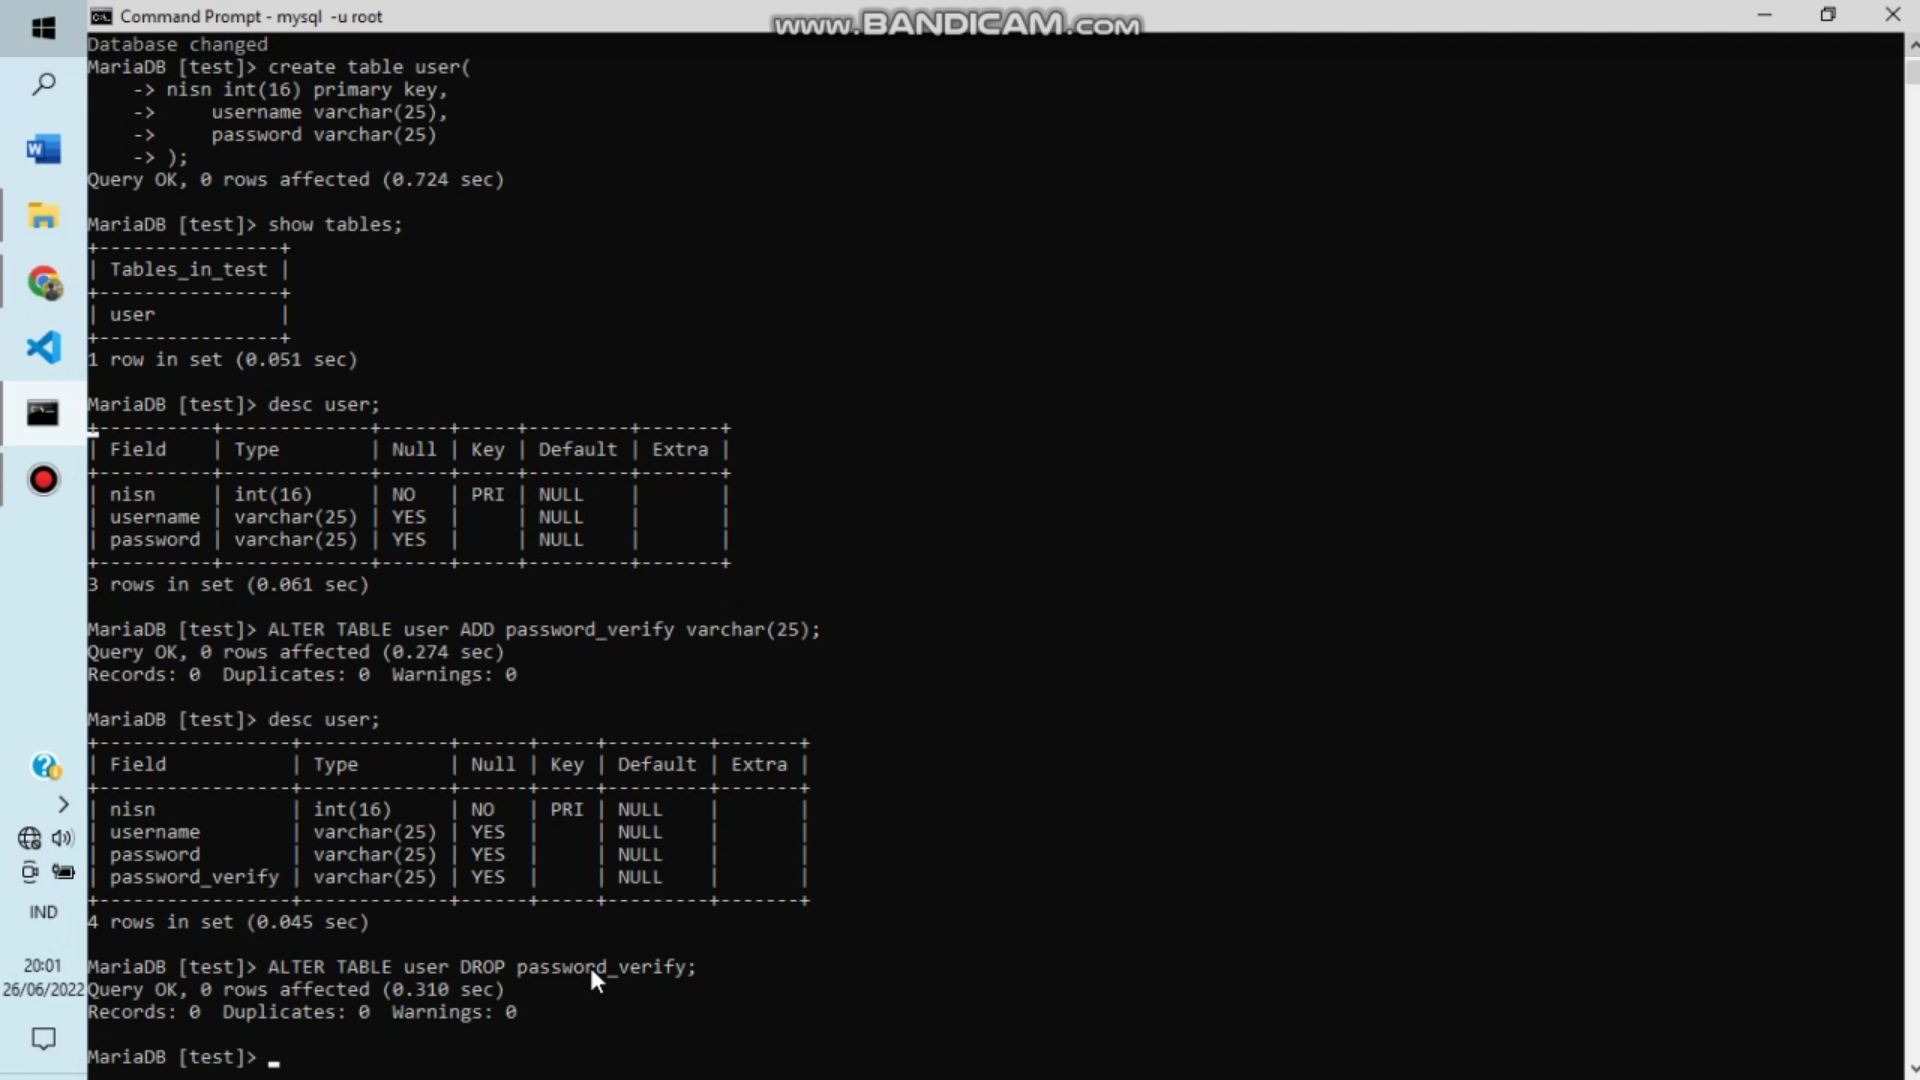 Command Prompt - mysql  -u root
www.BANDICAM.com
Database changed
MariaDB [test]> create table user(
    -> nisn int(16) primary key,
    ->     username varchar(25),
    ->     password varchar(25)
    -> );
Query OK, 0 rows affected (0.724 sec)
MariaDB [test]> show tables;
+----------------+
| Tables_in_test |
+----------------+
| user           |
+----------------+
1 row in set (0.051 sec)
MariaDB [test]> desc user;
+----------+-------------+------+-----+---------+-------+
| Field    | Type        | Null | Key | Default | Extra |
+----------+-------------+------+-----+---------+-------+
| nisn     | int(16)     | NO   | PRI | NULL    |       |
| username | varchar(25) | YES  |     | NULL    |       |
| password | varchar(25) | YES  |     | NULL    |       |
+----------+-------------+------+-----+---------+-------+
3 rows in set (0.061 sec)
MariaDB [test]> ALTER TABLE user ADD password_verify varchar(25);
Query OK, 0 rows affected (0.274 sec)
Records: 0  Duplicates: 0  Warnings: 0
MariaDB [test]> desc user;
+-----------------+-------------+------+-----+---------+-------+
| Field           | Type        | Null | Key | Default | Extra |
+-----------------+-------------+------+-----+---------+-------+
| nisn            | int(16)     | NO   | PRI | NULL    |       |
| username        | varchar(25) | YES  |     | NULL    |       |
| password        | varchar(25) | YES  |     | NULL    |       |
| password_verify | varchar(25) | YES  |     | NULL    |       |
+-----------------+-------------+------+-----+---------+-------+
4 rows in set (0.045 sec)
MariaDB [test]> ALTER TABLE user DROP password_verify;
Query OK, 0 rows affected (0.310 sec)
Records: 0  Duplicates: 0  Warnings: 0
MariaDB [test]> _
IND
20:01
26/06/2022